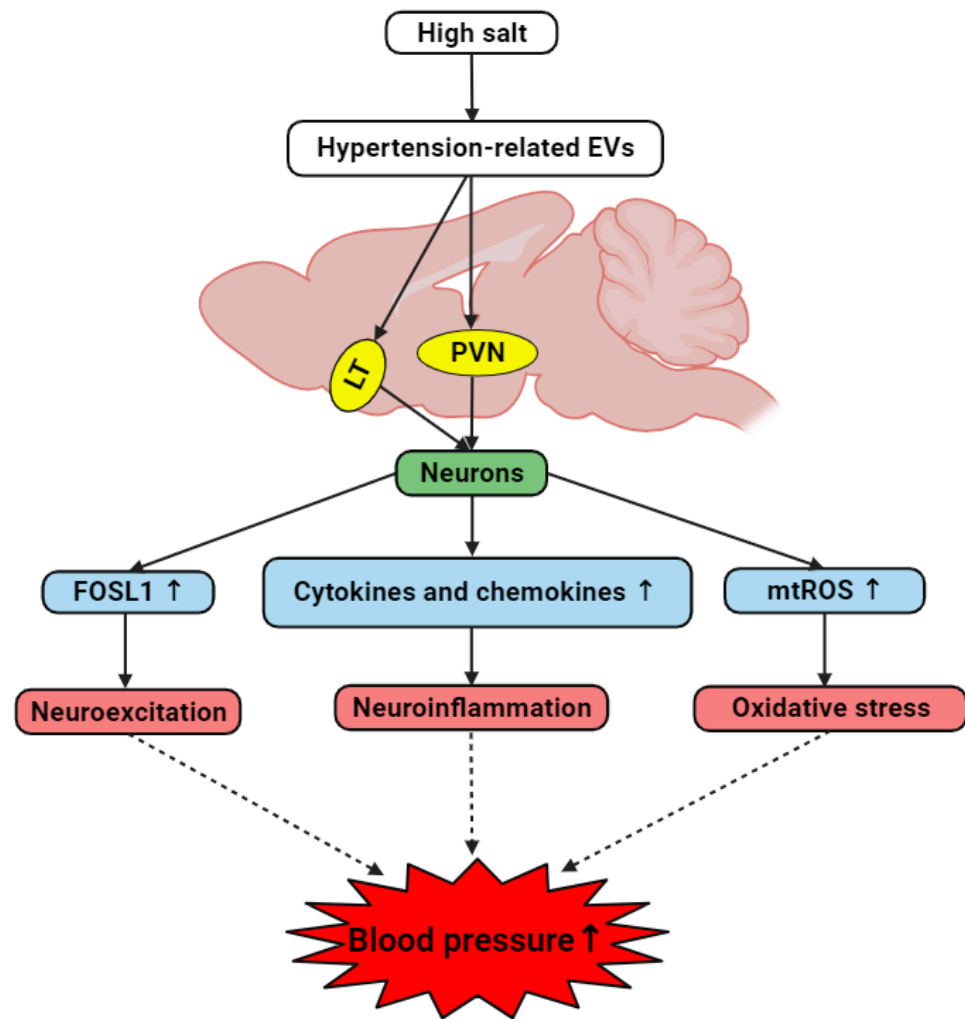 High salt
Hypertension-related EVs
LT
PVN
Neurons
FOSL1 ↑
Cytokines and chemokines ↑
mtROS ↑
Neuroexcitation
Neuroinflammation
Oxidative stress
Blood pressure ↑